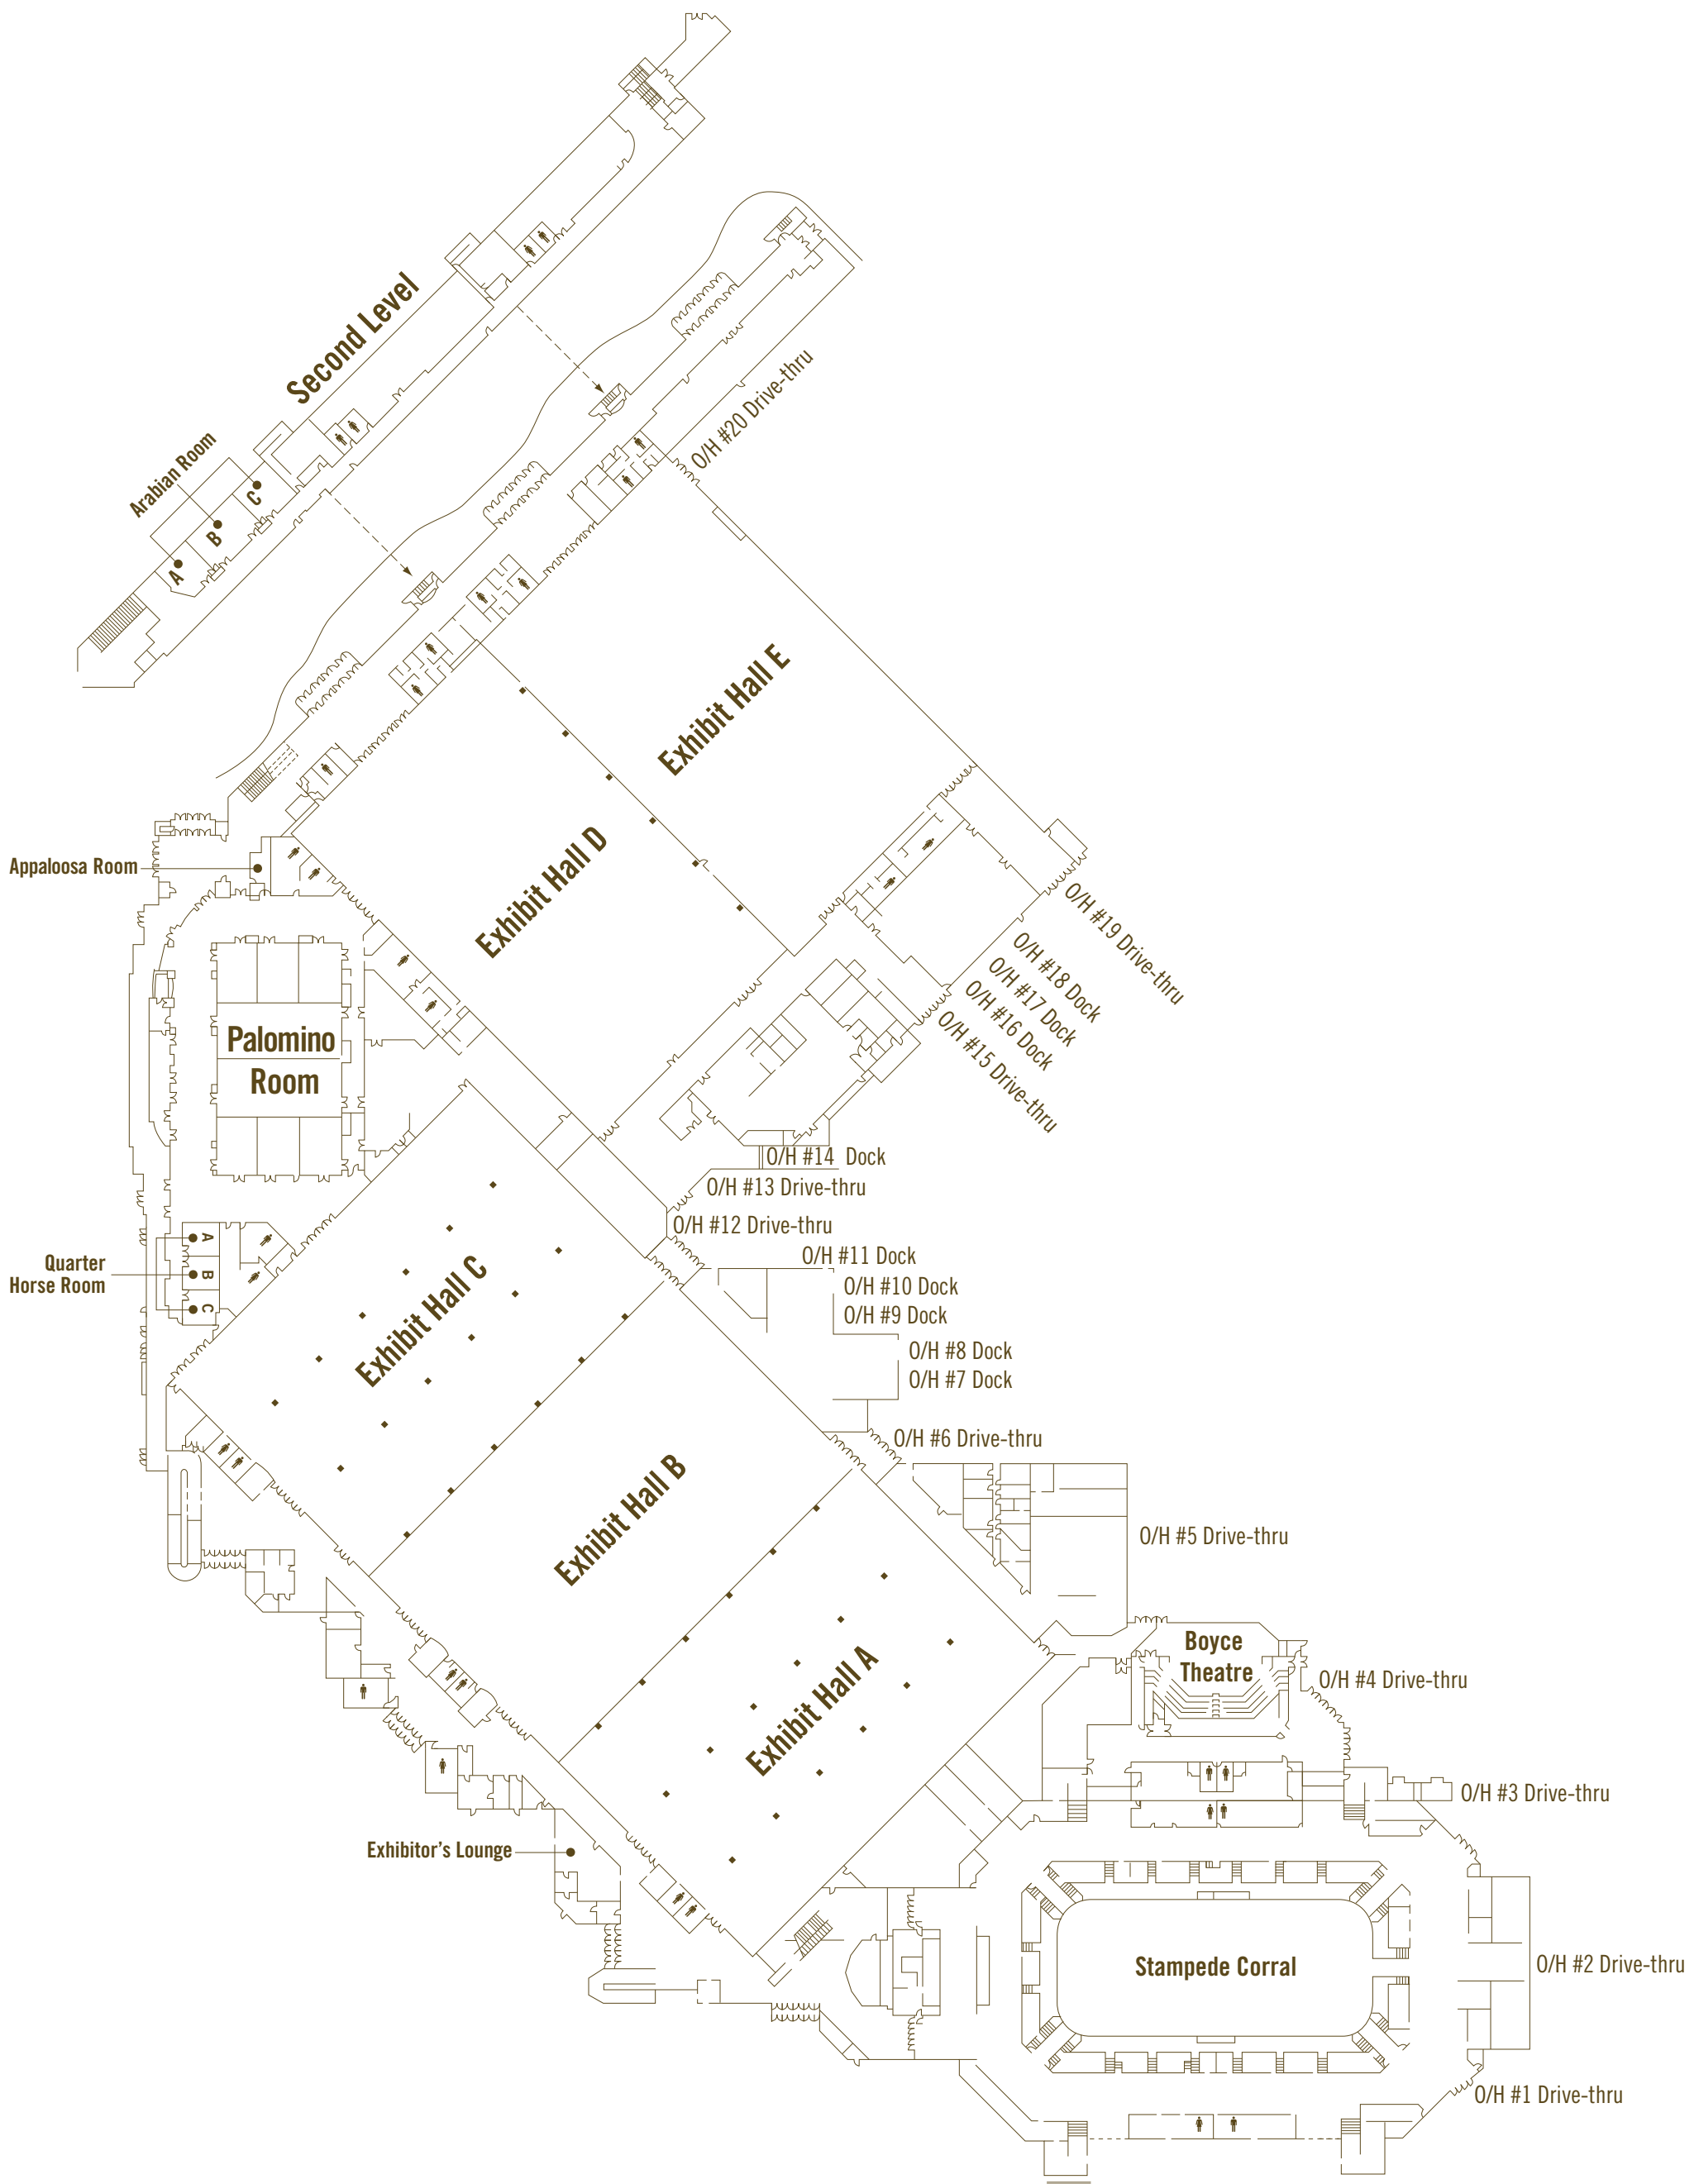 Second Level
Arabian Room
A
B
C
O/H #20 Drive-thru
Exhibit Hall E
Exhibit Hall D
Appaloosa Room
O/H #19 Drive-thru
O/H #18 Dock
O/H #17 Dock
O/H #16 Dock
O/H #15 Drive-thru
Palomino
Room
O/H #14 Dock
O/H #13 Drive-thru
O/H #12 Drive-thru
O/H #11 Dock
O/H #10 Dock
O/H #9 Dock
O/H #8 Dock
O/H #7 Dock
Quarter
Horse Room
A
B
C
Exhibit Hall C
O/H #6 Drive-thru
Exhibit Hall B
O/H #5 Drive-thru
Exhibit Hall A
Boyce
Theatre
O/H #4 Drive-thru
O/H #3 Drive-thru
Exhibitor's Lounge
Stampede Corral
O/H #2 Drive-thru
O/H #1 Drive-thru